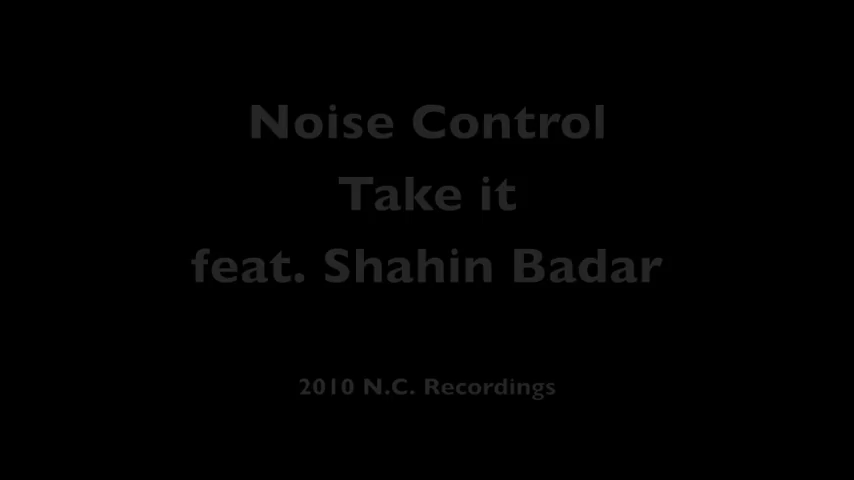 Noise Control
Take it
feat. Shahin Badar
2010 N.C. Recordings